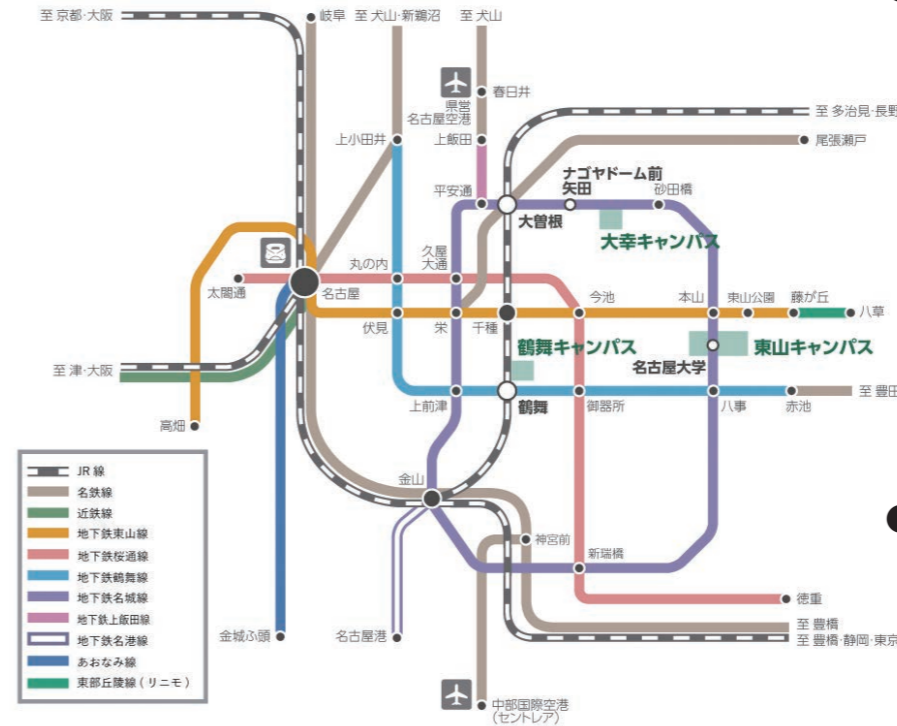 至 京都・大阪
岐阜
至 犬山・新鵜沼
至 犬山
春日井
県営
名古屋空港
至 多治見・長野
上小田井
上飯田
尾張瀬戸
平安通
ナゴヤドーム前
矢田
砂田橋
大曽根
大幸キャンパス
久屋
大通
丸の内
太閤通
名古屋
今池
本山
東山公園
藤が丘
八草
伏見
栄
千種
鶴舞キャンパス
東山キャンパス
名古屋大学
至 津・大阪
上前津
鶴舞
御器所
八事
赤池
至 豊田
高畑
金山
神宮前
新瑞橋
徳重
金城ふ頭
名古屋港
至 豊橋
至 豊橋・静岡・東京
中部国際空港
(セントレア)
JR 線
名鉄線
近鉄線
地下鉄東山線
地下鉄桜通線
地下鉄鶴舞線
地下鉄名城線
地下鉄上飯田線
地下鉄名港線
あおなみ線
東部丘陵線 ( リニモ )